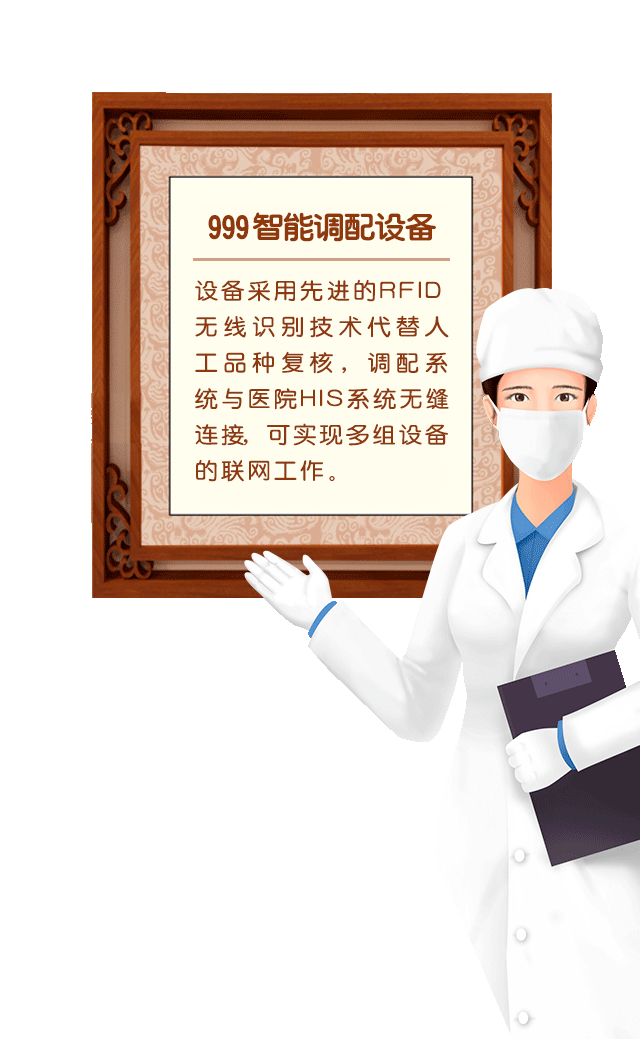 999智能调配设备
设备采用先进的RFID
无线识别技术代替人
工品种复核，调配系
统与医院HIS系统无缝
连接，可实现多组设备
的联网工作。